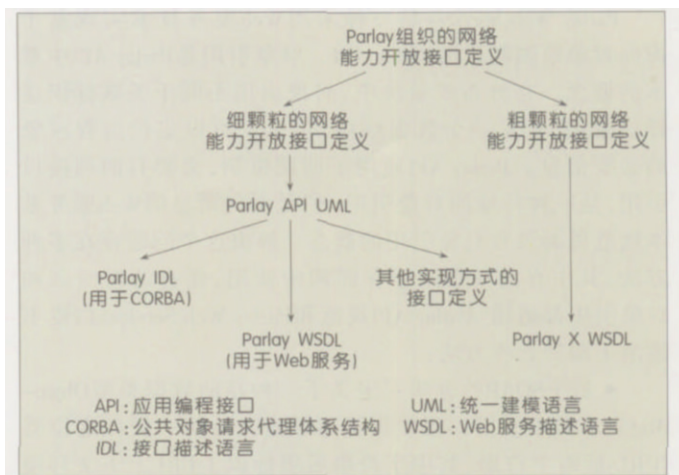 Parlay组织的网络
能力开放接口定义
细颗粒的网络
能力开放接口定义
粗颗粒的网络
能力开放接口定义
Parlay API UML
Parlay IDL
(用于CORBA)
其他实现方式的
接口定义
Parlay WSDL
(用于Web服务)
Parlay X WSDL
API:应用编程接口
UML:统一建模语言
CORBA:公共对象请求代理体系结构
WSDL:Web服务描述语言
IDL:接口描述语言